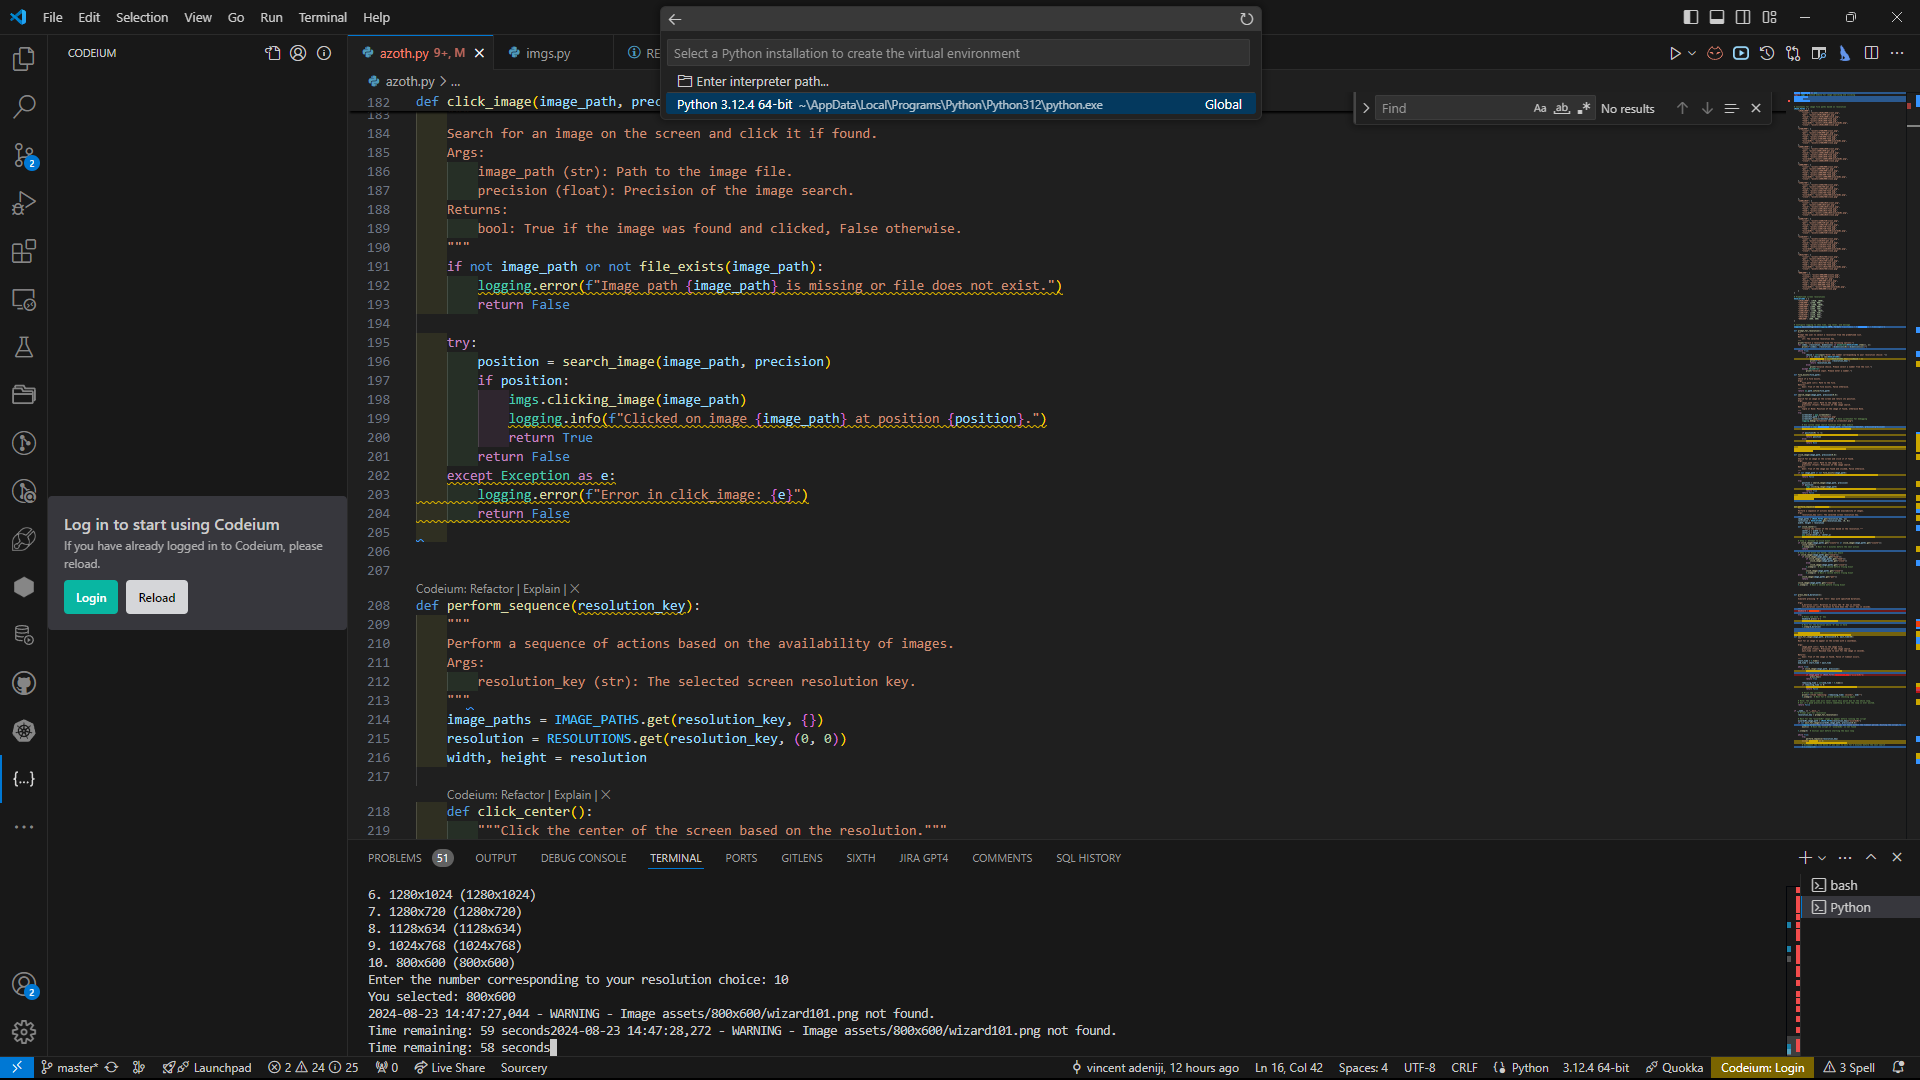 File Edit Selection View Go Run Terminal Help
Select a Python installation to create the virtual environment
Enter interpreter path...
Python 3.12.4 64-bit ~\AppData\Local\Programs\Python\Python312\python.exe Global
CODEIUM
azoth.py 9+, M
imgs.py
RE
azoth.py > ...
Find
Aa ab
No results
182 def click_image(image_path, prec
183
184 Search for an image on the screen and click it if found.
185 Args:
186 image_path (str): Path to the image file.
187 precision (float): Precision of the image search.
188 Returns:
189 bool: True if the image was found and clicked, False otherwise.
190 """
191 if not image_path or not file_exists(image_path):
192 logging.error(f"Image path {image_path} is missing or file does not exist.")
193 return False
194
195 try:
196 position = search_image(image_path, precision)
197 if position:
198 imgs.clicking_image(image_path)
199 logging.info(f"Clicked on image {image_path} at position {position}.")
200 return True
201 return False
202 except Exception as e:
203 logging.error(f"Error in click_image: {e}")
204 return False
205
206
207
Codeium: Refactor | Explain | X
208 def perform_sequence(resolution_key):
209 """
210 Perform a sequence of actions based on the availability of images.
211 Args:
212 resolution_key (str): The selected screen resolution key.
213 """
214 image_paths = IMAGE_PATHS.get(resolution_key, {})
215 resolution = RESOLUTIONS.get(resolution_key, (0, 0))
216 width, height = resolution
217
Codeium: Refactor | Explain | X
218 def click_center():
219 """Click the center of the screen based on the resolution."""
2
Log in to start using Codeium
If you have already logged in to Codeium, please
reload.
Login Reload
2
PROBLEMS 51 OUTPUT DEBUG CONSOLE TERMINAL PORTS GITLENS SIXTH JIRA GPT4 COMMENTS SQL HISTORY
6. 1280x1024 (1280x1024)
7. 1280x720 (1280x720)
8. 1128x634 (1128x634)
9. 1024x768 (1024x768)
10. 800x600 (800x600)
Enter the number corresponding to your resolution choice: 10
You selected: 800x600
2024-08-23 14:47:27,044 - WARNING - Image assets/800x600/wizard101.png not found.
Time remaining: 59 seconds2024-08-23 14:47:28,272 - WARNING - Image assets/800x600/wizard101.png not found.
Time remaining: 58 seconds
bash
Python
master* Launchpad 2 24 25 0 Live Share Sourcery vincent adeniji, 12 hours ago Ln 16, Col 42 Spaces: 4 UTF-8 CRLF Python 3.12.4 64-bit Quokka Codeium: Login 3 Spell